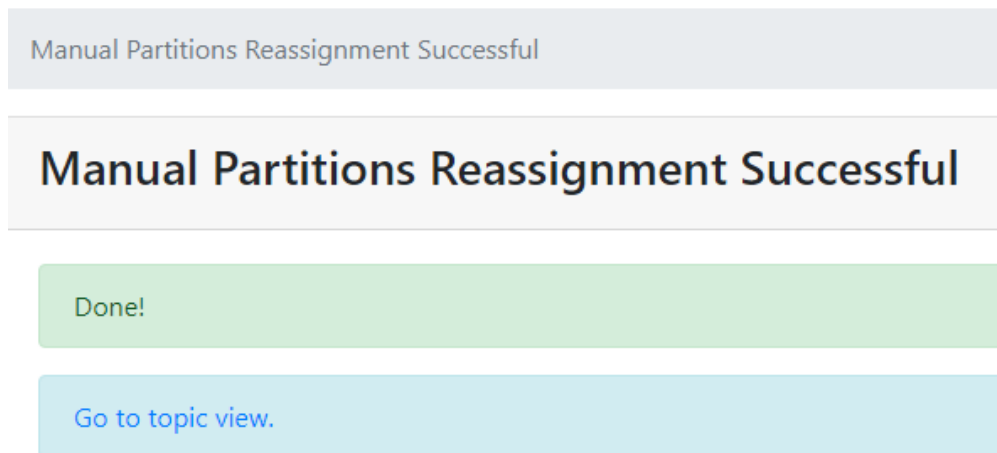 Manual Partitions Reassignment Successful
Manual Partitions Reassignment Successful
Done!
Go to topic view.